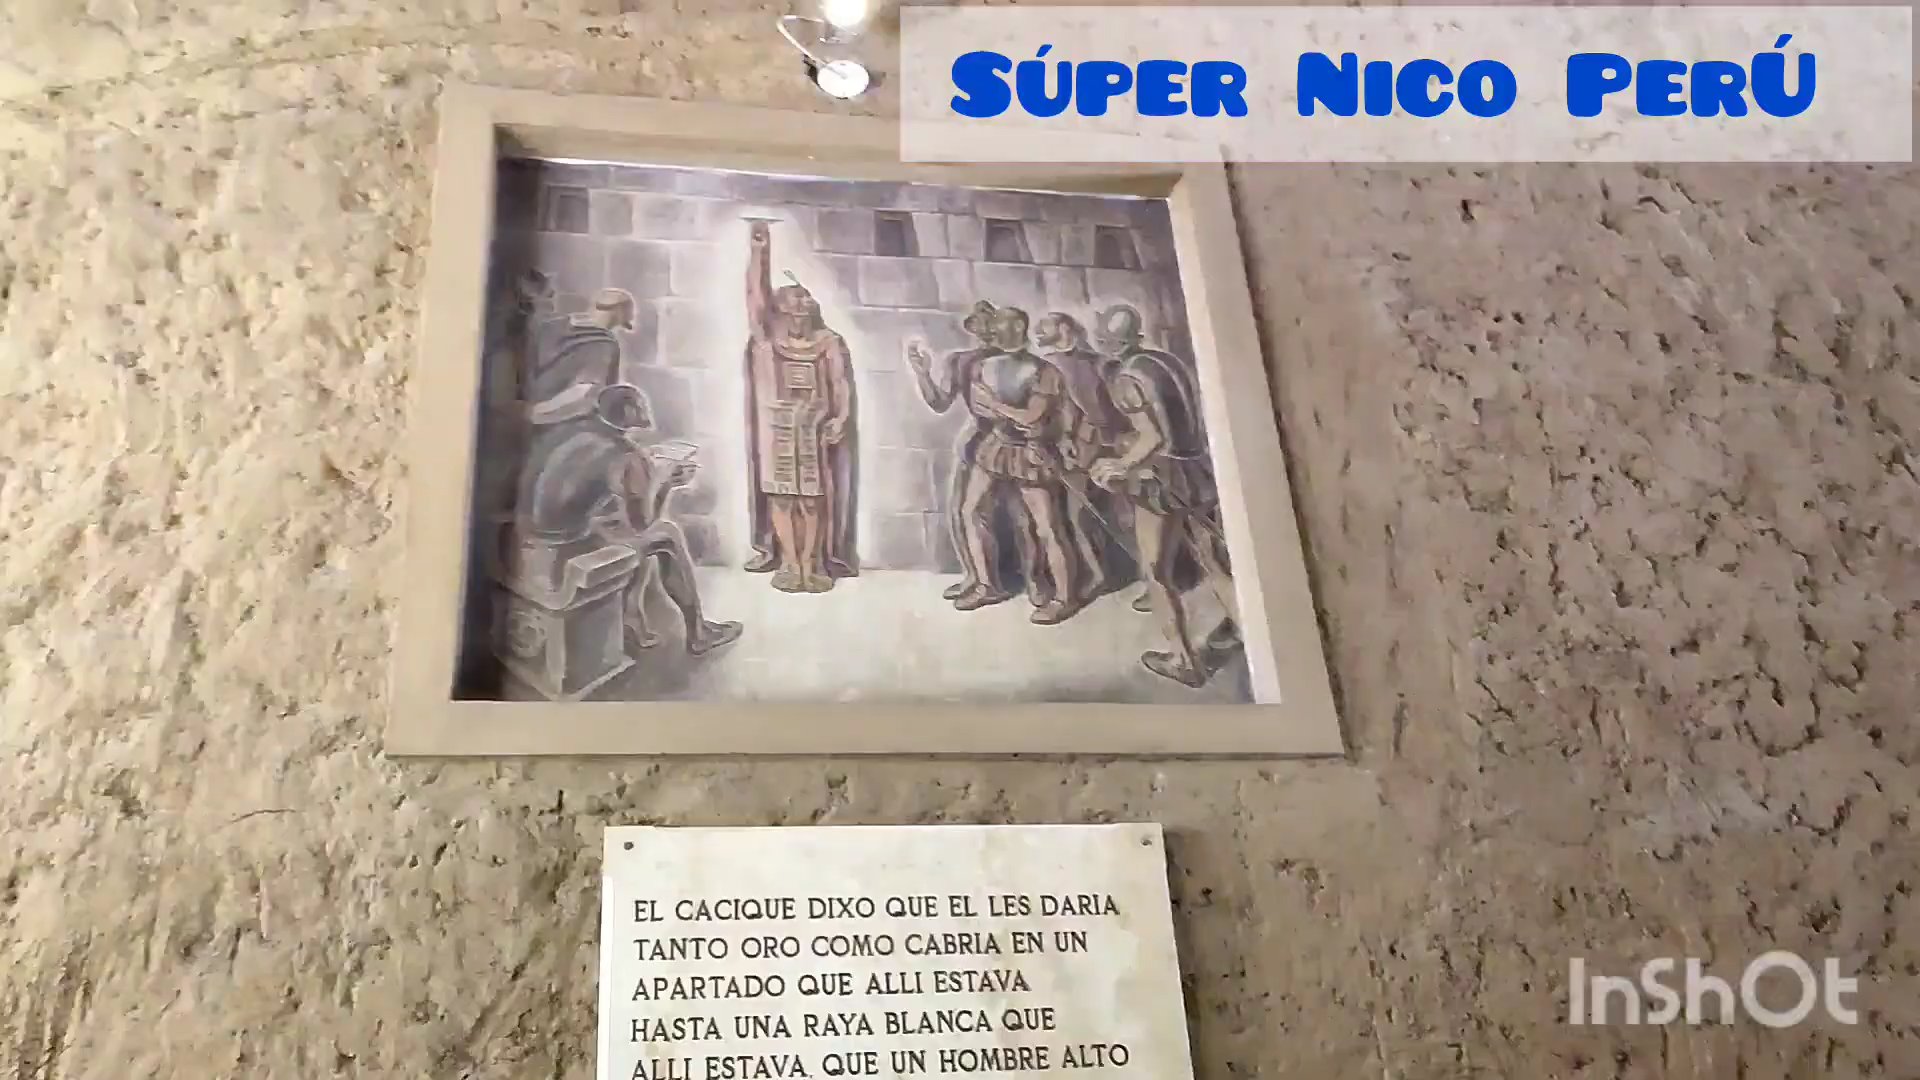 SÚPER NICO PERÚ
EL CACIQUE DIXO QUE EL LES DARIA
TANTO ORO COMO CABRIA EN UN
APARTADO QUE ALLI ESTAVA
HASTA UNA RAYA BLANCA QUE
ALLI ESTAVA. QUE UN HOMBRE ALTO
InShOt